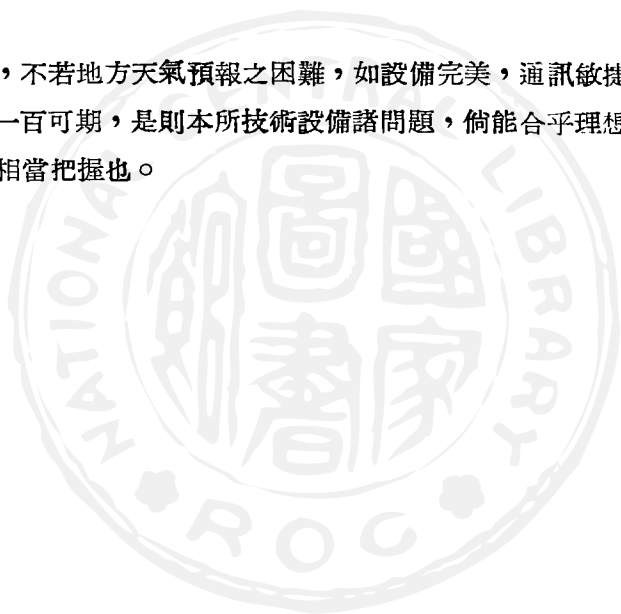 ，不若地方天氣預報之困難，如設備完美，通訊敏捷
一百可期，是則本所技術設備諸問題，倘能合乎理想
相當把握也。
NATIONAL CENTRAL LIBRARY
國家圖書館
ROC